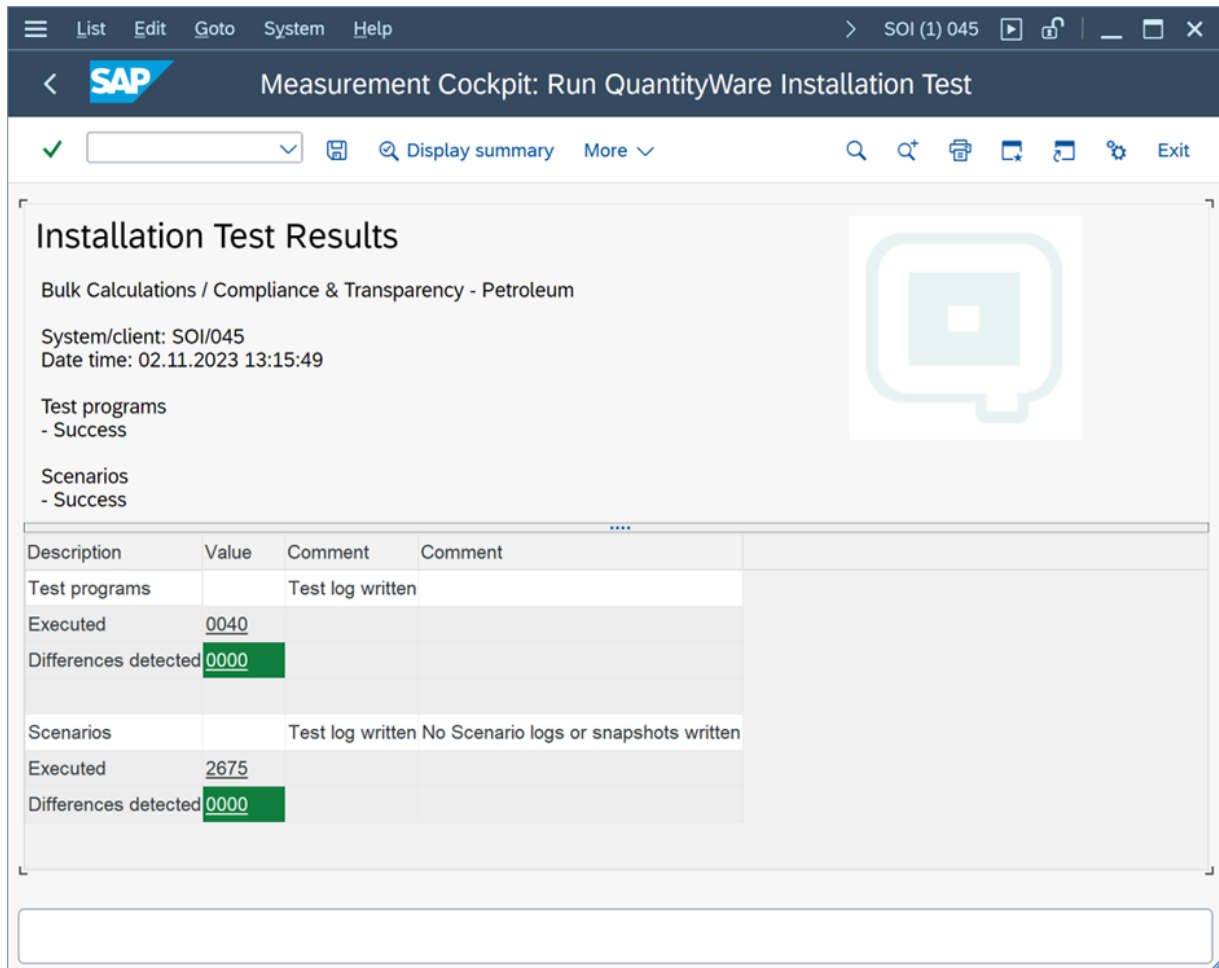 List Edit Goto System Help SOI (1) 045
SAP Measurement Cockpit: Run QuantityWare Installation Test
Display summary More Exit
Installation Test Results
Bulk Calculations / Compliance & Transparency - Petroleum
System/client: SOI/045
Date time: 02.11.2023 13:15:49
Test programs
- Success
Scenarios
- Success
Description Value Comment Comment
Test programs Test log written
Executed 0040
Differences detected 0000
Scenarios Test log written No Scenario logs or snapshots written
Executed 2675
Differences detected 0000